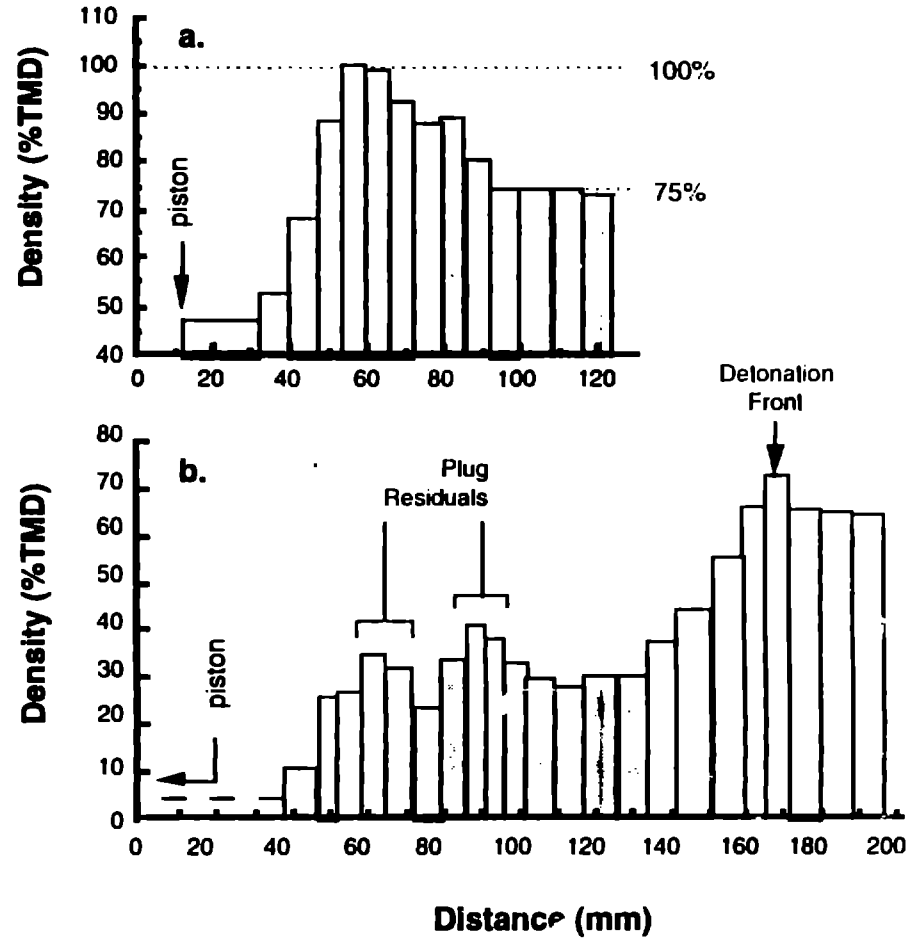 110
100
90
80
70
60
50
40
Density (%TMD)
a.
piston
100%
75%
0 20 40 60 80 100 120
Detonation
Front
80
70
60
50
40
30
20
10
0
Density (%TMD)
b.
Plug
Residuals
piston
0 20 40 60 80 100 120 140 160 180 200
Distance (mm)